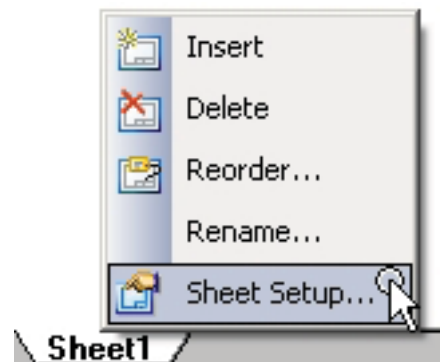 Insert
Delete
Reorder...
Rename...
Sheet Setup...
Sheet1